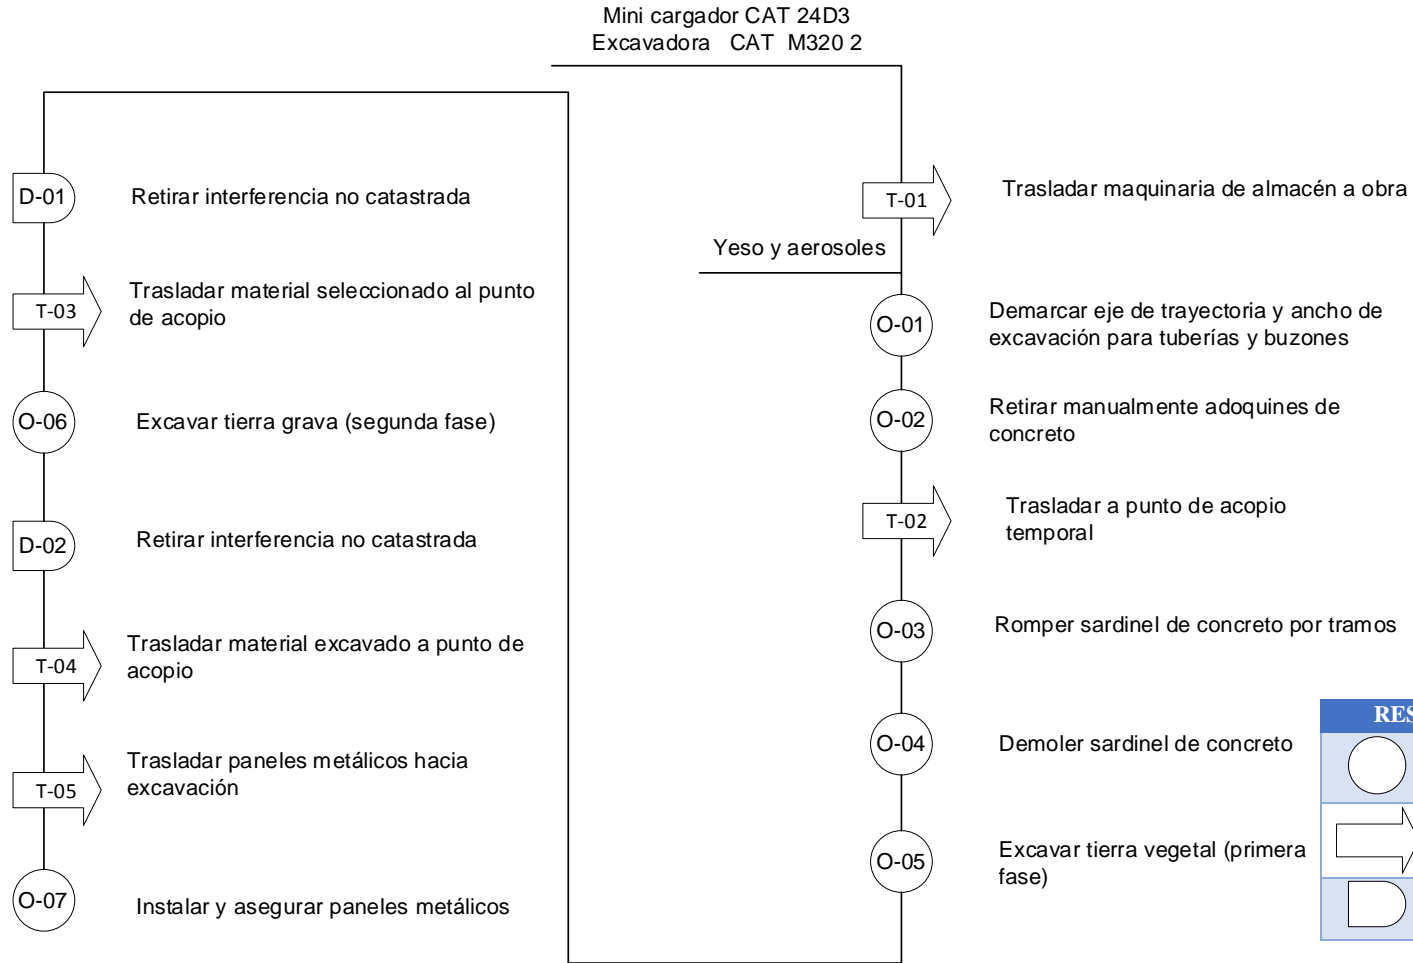 Mini cargador CAT 24D3
Excavadora CAT M320 2
T-01
Trasladar maquinaria de almacén a obra
Yeso y aerosoles
O-01
Demarcar eje de trayectoria y ancho de
excavación para tuberías y buzones
O-02
Retirar manualmente adoquines de
concreto
T-02
Trasladar a punto de acopio
temporal
O-03
Romper sardinel de concreto por tramos
O-04
Demoler sardinel de concreto
O-05
Excavar tierra vegetal (primera
fase)
D-01
Retirar interferencia no catastrada
T-03
Trasladar material seleccionado al punto
de acopio
O-06
Excavar tierra grava (segunda fase)
D-02
Retirar interferencia no catastrada
T-04
Trasladar material excavado a punto de
acopio
T-05
Trasladar paneles metálicos hacia
excavación
O-07
Instalar y asegurar paneles metálicos
RES